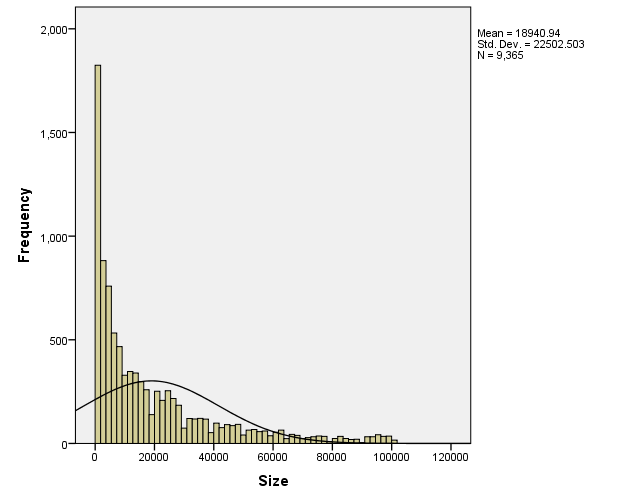 2,000
1,500
1,000
500
0
Frequency
0 20000 40000 60000 80000 100000 120000
Size
Mean = 18940.94
Std. Dev. = 22502.503
N = 9,365